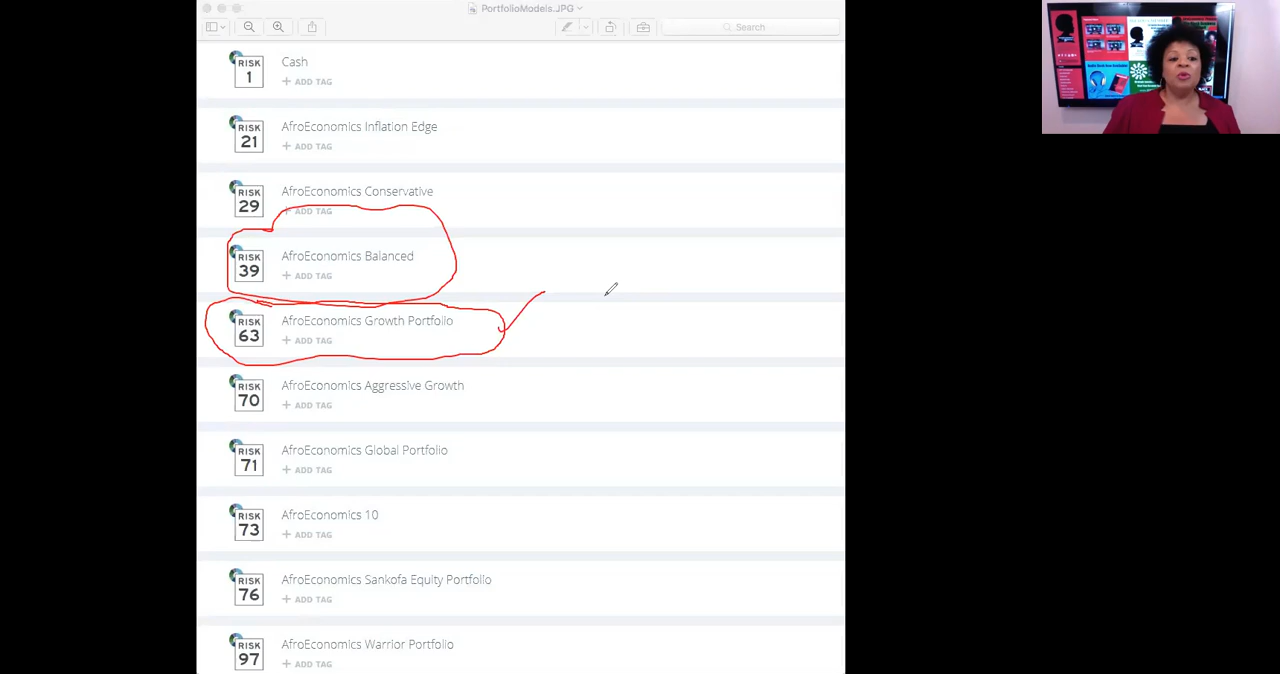 PortfolioModels.JPG
Search
RISK
1
Cash
+ ADD TAG
RISK
21
AfroEconomics Inflation Edge
+ ADD TAG
RISK
29
AfroEconomics Conservative
+ ADD TAG
RISK
39
AfroEconomics Balanced
+ ADD TAG
RISK
63
AfroEconomics Growth Portfolio
+ ADD TAG
RISK
70
AfroEconomics Aggressive Growth
+ ADD TAG
RISK
71
AfroEconomics Global Portfolio
+ ADD TAG
RISK
73
AfroEconomics 10
+ ADD TAG
RISK
76
AfroEconomics Sankofa Equity Portfolio
+ ADD TAG
RISK
97
AfroEconomics Warrior Portfolio
+ ADD TAG